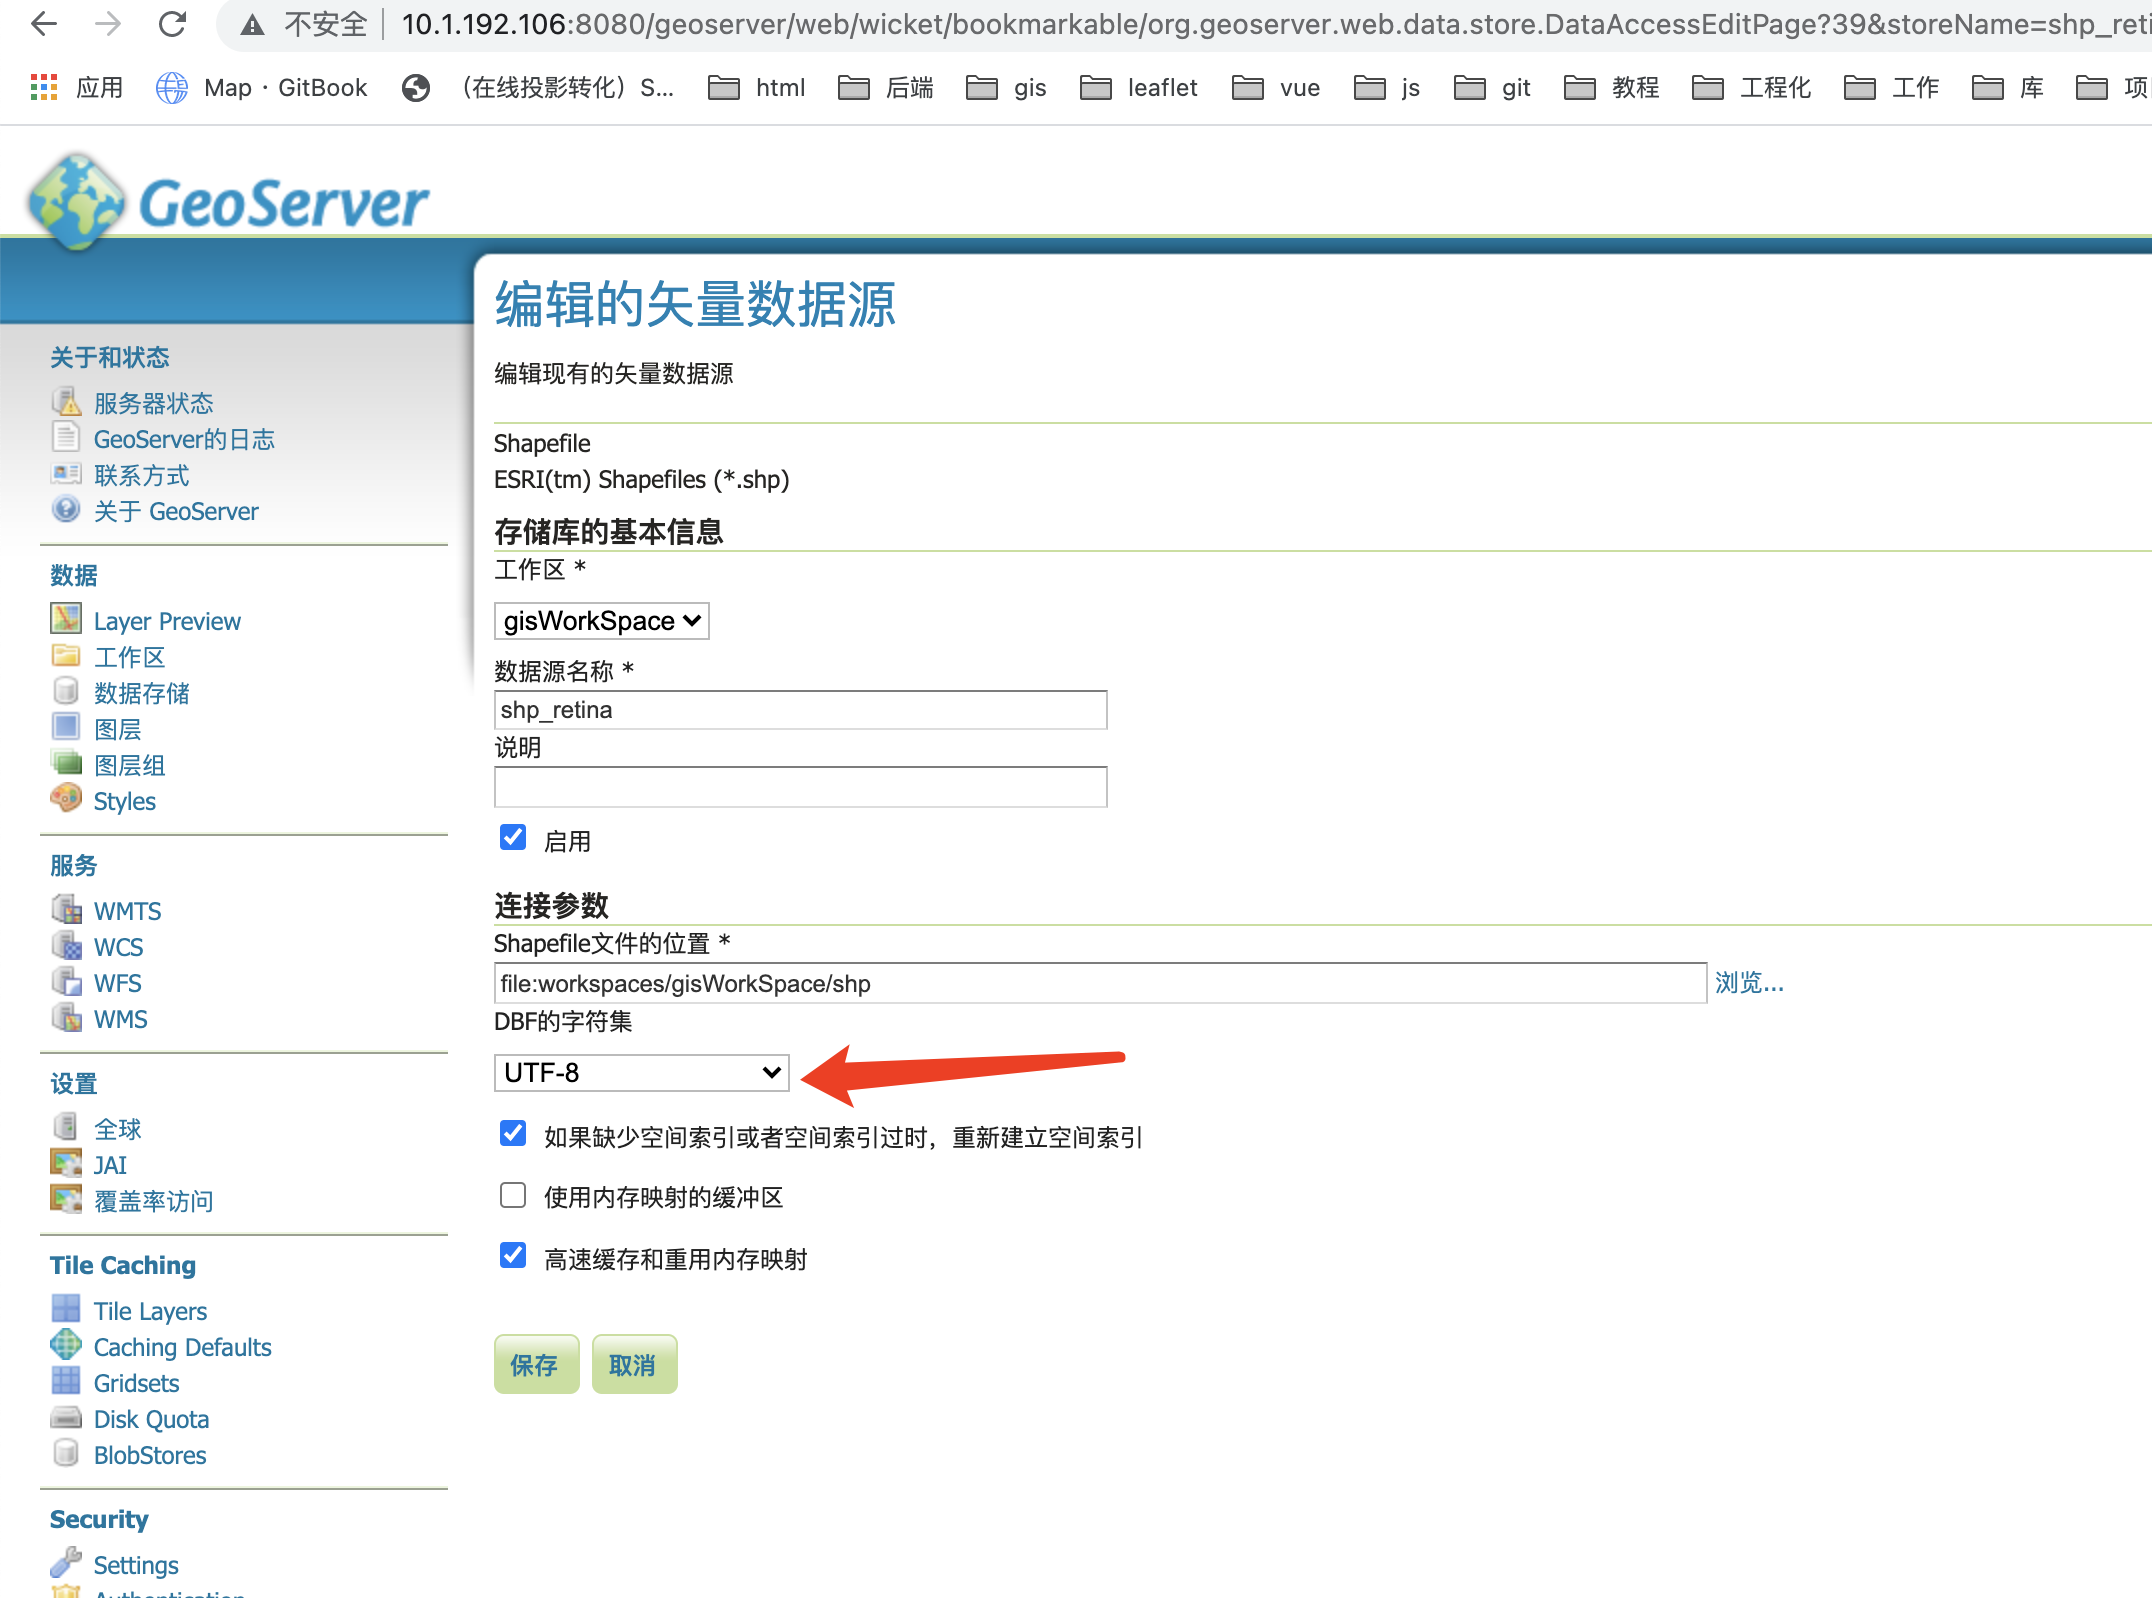 不安全 10.1.192.106:8080/geoserver/web/wicket/bookmarkable/org.geoserver.web.data.store.DataAccessEditPage?39&storeName=shp_reti
应用 Map · GitBook （在线投影转化）S... html 后端 gis leaflet vue js git 教程 工程化 工作 库 项
GeoServer
编辑的矢量数据源
编辑现有的矢量数据源
Shapefile
ESRI(tm) Shapefiles (*.shp)
存储库的基本信息
工作区 *
gisWorkSpace
数据源名称 *
shp_retina
说明
启用
连接参数
Shapefile文件的位置 *
file:workspaces/gisWorkSpace/shp 浏览...
DBF的字符集
UTF-8
如果缺少空间索引或者空间索引过时，重新建立空间索引
使用内存映射的缓冲区
高速缓存和重用内存映射
保存 取消
关于和状态
服务器状态
GeoServer的日志
联系方式
关于 GeoServer
数据
Layer Preview
工作区
数据存储
图层
图层组
Styles
服务
WMTS
WCS
WFS
WMS
设置
全球
JAI
覆盖率访问
Tile Caching
Tile Layers
Caching Defaults
Gridsets
Disk Quota
BlobStores
Security
Settings
Authentication